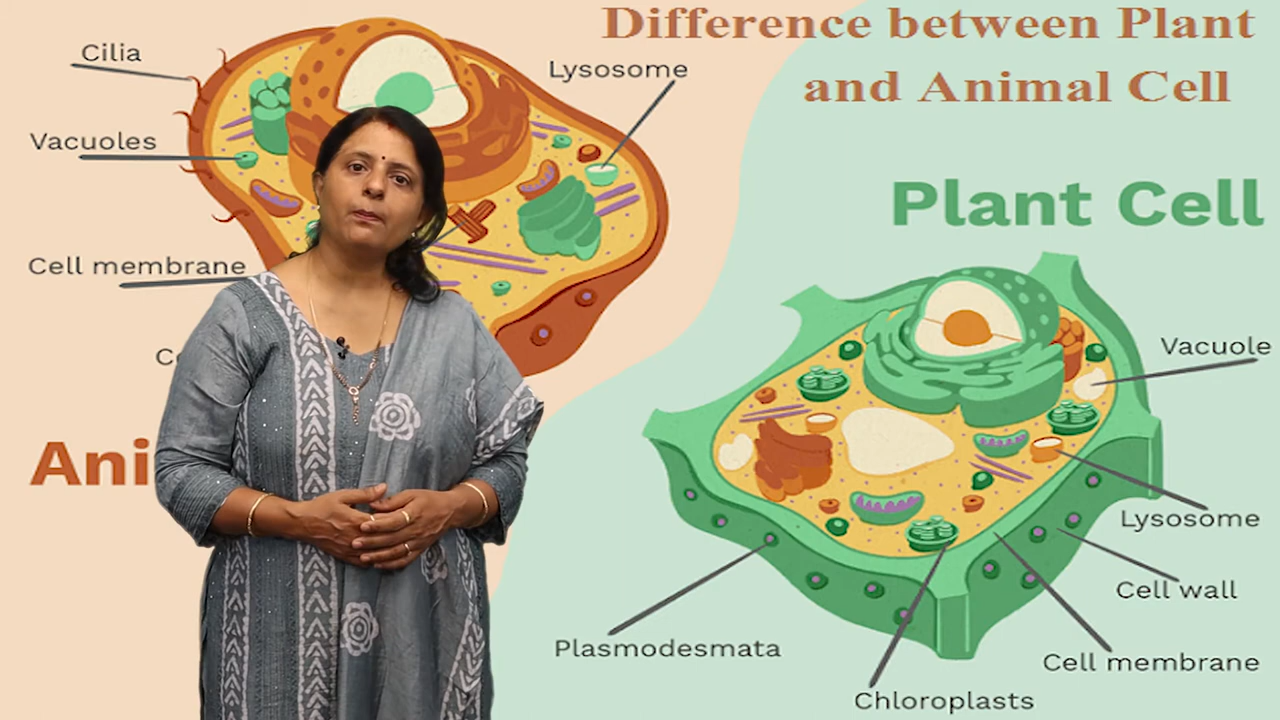 Difference between Plant
and Animal Cell
Cilia
Lysosome
Vacuoles
Cell membrane
Plant Cell
Vacuole
Lysosome
Cell wall
Plasmodesmata
Cell membrane
Chloroplasts